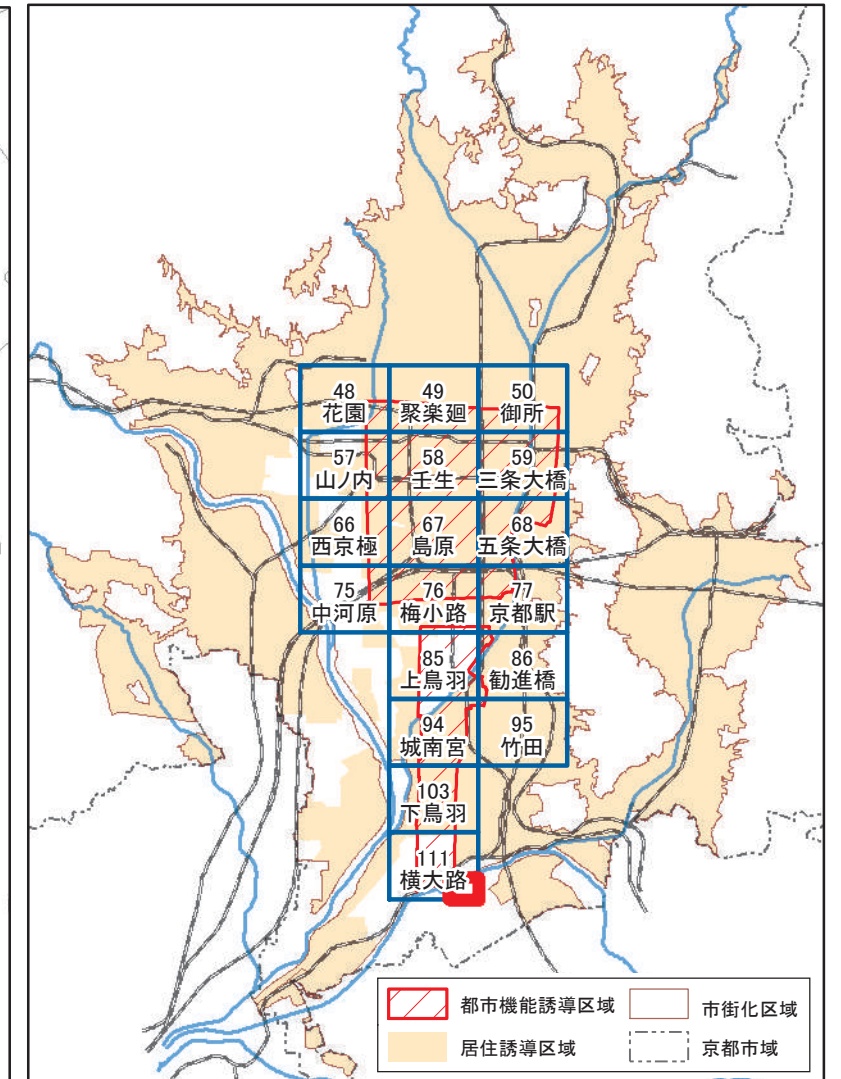 48
花園
49
聚楽廻
50
御所
57
山ノ内
58
壬生
59
三条大橋
66
西京極
67
島原
68
五条大橋
75
中河原
76
梅小路
77
京都駅
85
上鳥羽
86
勧進橋
94
城南宮
95
竹田
103
下鳥羽
111
横大路
都市機能誘導区域
市街化区域
居住誘導区域
京都市域